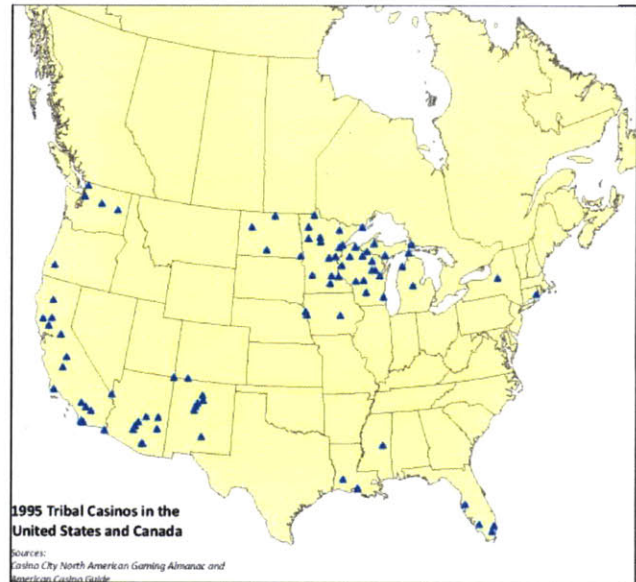 1995 Tribal Casinos in the
United States and Canada
Sources:
Casino City North American Gaming Almanac and
American Casino Guide